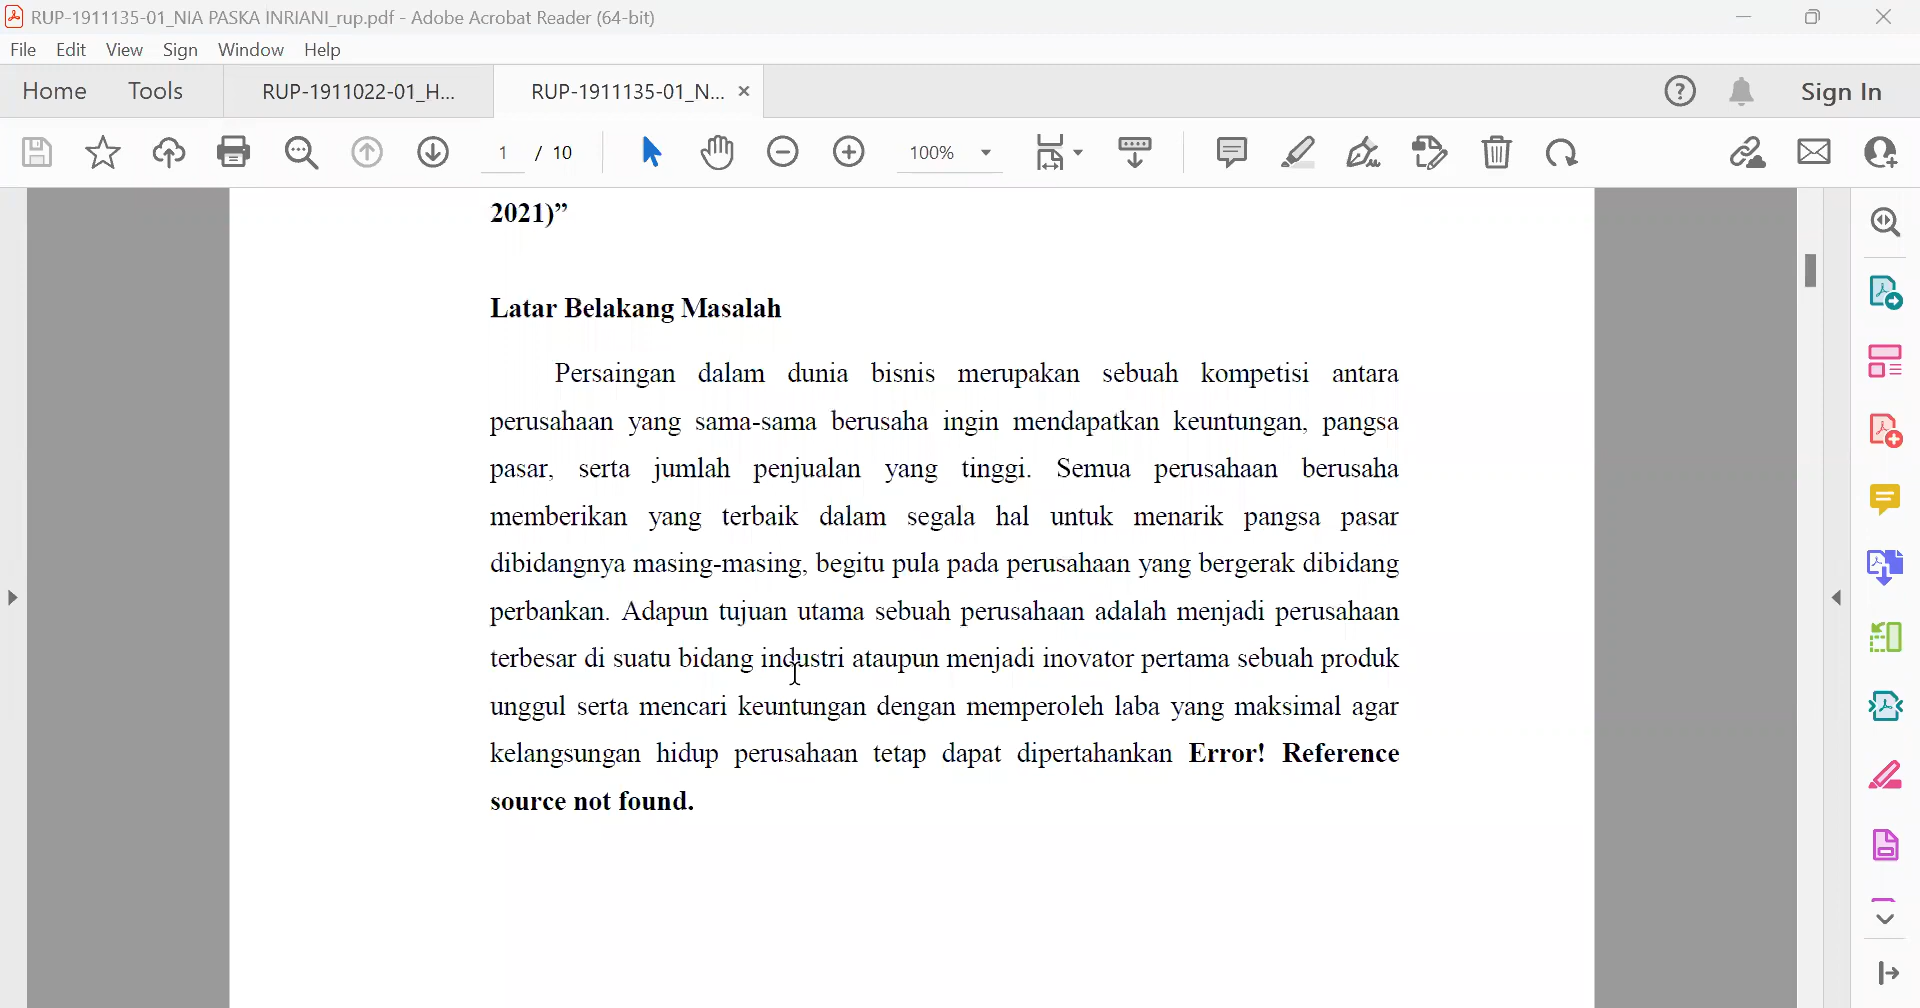 RUP-1911135-01_NIA PASKA INRIANI_rup.pdf - Adobe Acrobat Reader (64-bit)
File Edit View Sign Window Help
Home Tools RUP-1911022-01_H... RUP-1911135-01_N... Sign In
1 / 10 100%
2021)”
Latar Belakang Masalah
Persaingan dalam dunia bisnis merupakan sebuah kompetisi antara
perusahaan yang sama-sama berusaha ingin mendapatkan keuntungan, pangsa
pasar, serta jumlah penjualan yang tinggi. Semua perusahaan berusaha
memberikan yang terbaik dalam segala hal untuk menarik pangsa pasar
dibidangnya masing-masing, begitu pula pada perusahaan yang bergerak dibidang
perbankan. Adapun tujuan utama sebuah perusahaan adalah menjadi perusahaan
terbesar di suatu bidang industri ataupun menjadi inovator pertama sebuah produk
unggul serta mencari keuntungan dengan memperoleh laba yang maksimal agar
kelangsungan hidup perusahaan tetap dapat dipertahankan Error! Reference
source not found.